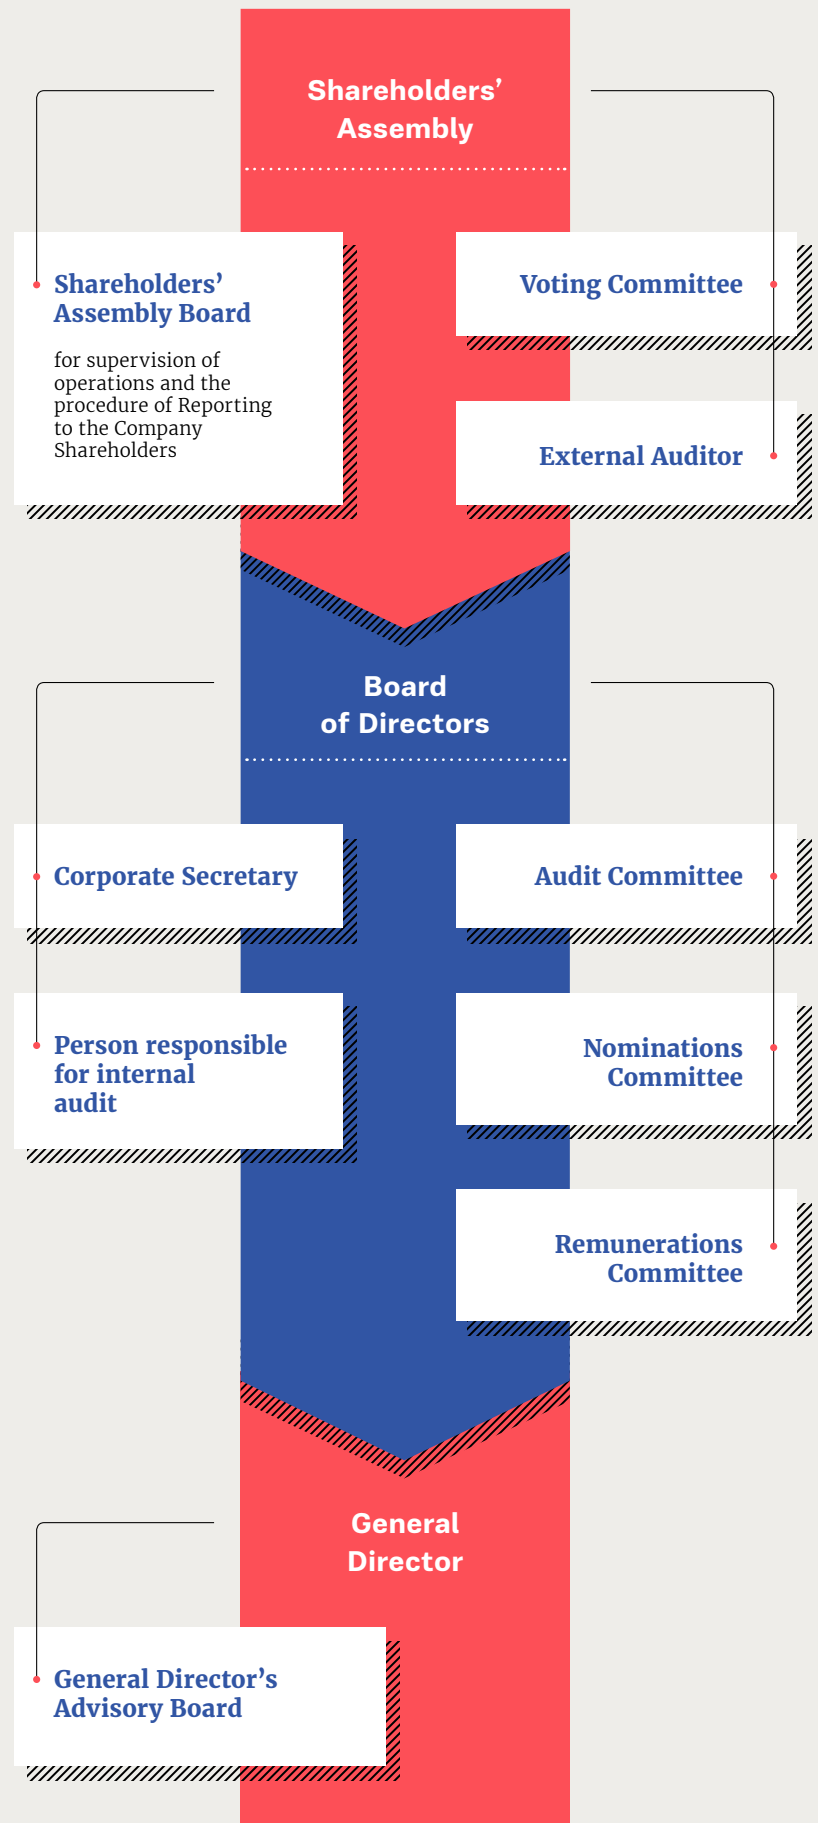 Shareholders’
Assembly
Shareholders’
Assembly Board
for supervision of
operations and the
procedure of Reporting
to the Company
Shareholders
Voting Committee
External Auditor
Board
of Directors
Corporate Secretary
Person responsible
for internal
audit
Audit Committee
Nominations
Committee
Remunerations
Committee
General
Director
General Director’s
Advisory Board